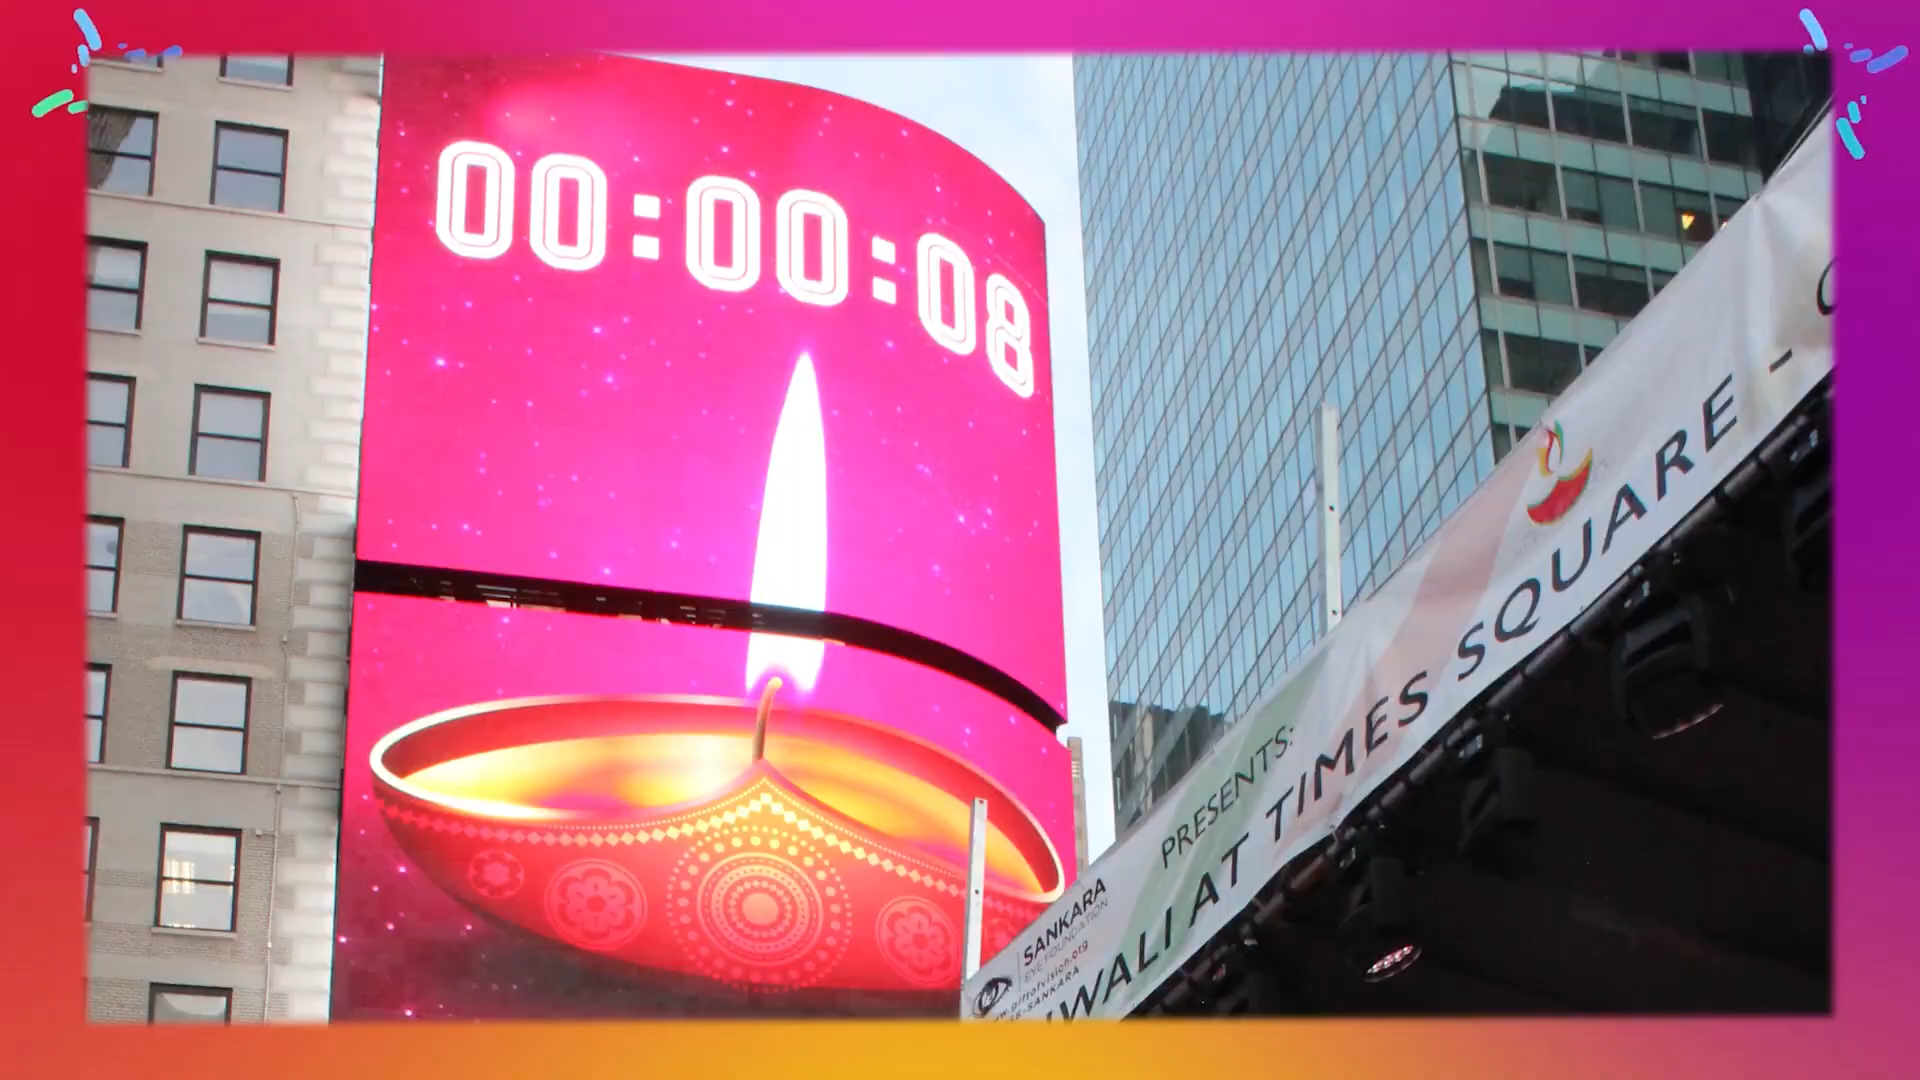 00:00:08
PRESENTS:
SANKARA
EYE FOUNDATION
WALI AT TIMES SQUARE -